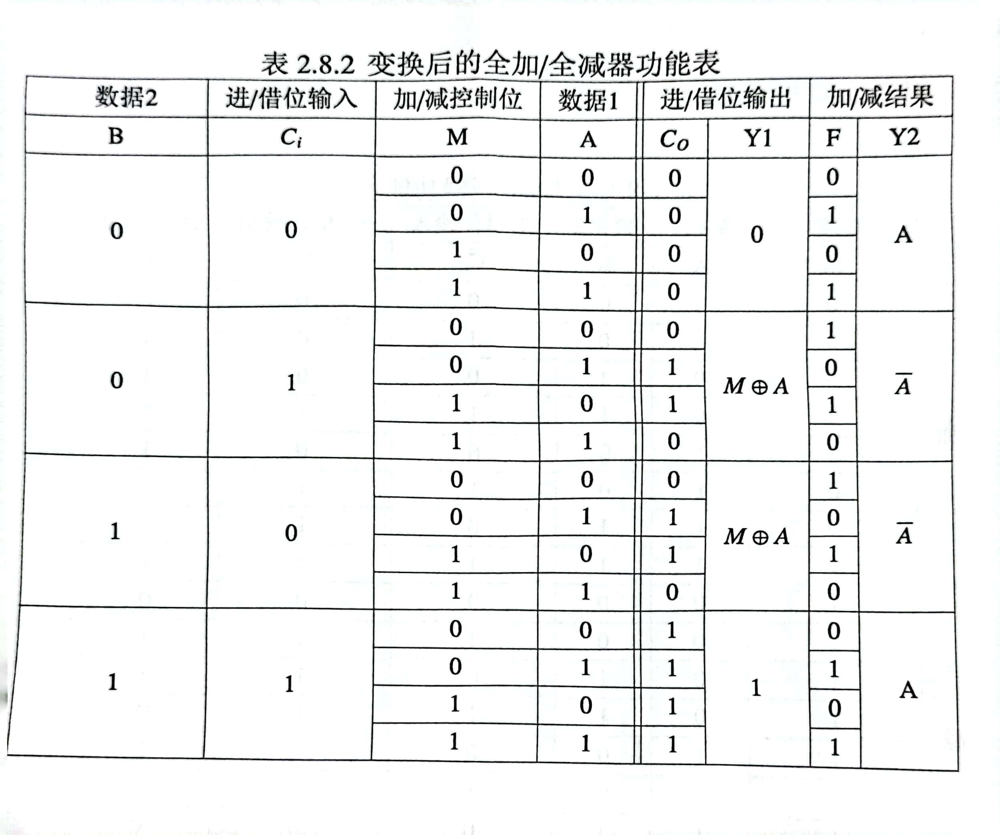 表 2.8.2 变换后的全加/全减器功能表
数据2 进/借位输入 加/减控制位 数据1 进/借位输出 加/减结果
B Cᵢ M A C_O Y1 F Y2
0 0 0 0 0 0 0 A
0 1 0 1
1 0 0 0
1 1 0 1
0 1 0 0 0 M⊕A 1 A̅
0 1 1 0
1 0 1 1
1 1 0 0
1 0 0 0 0 M⊕A 1 A̅
0 1 1 0
1 0 1 1
1 1 0 0
1 1 0 0 1 1 0 A
0 1 1 1
1 0 1 0
1 1 1 1